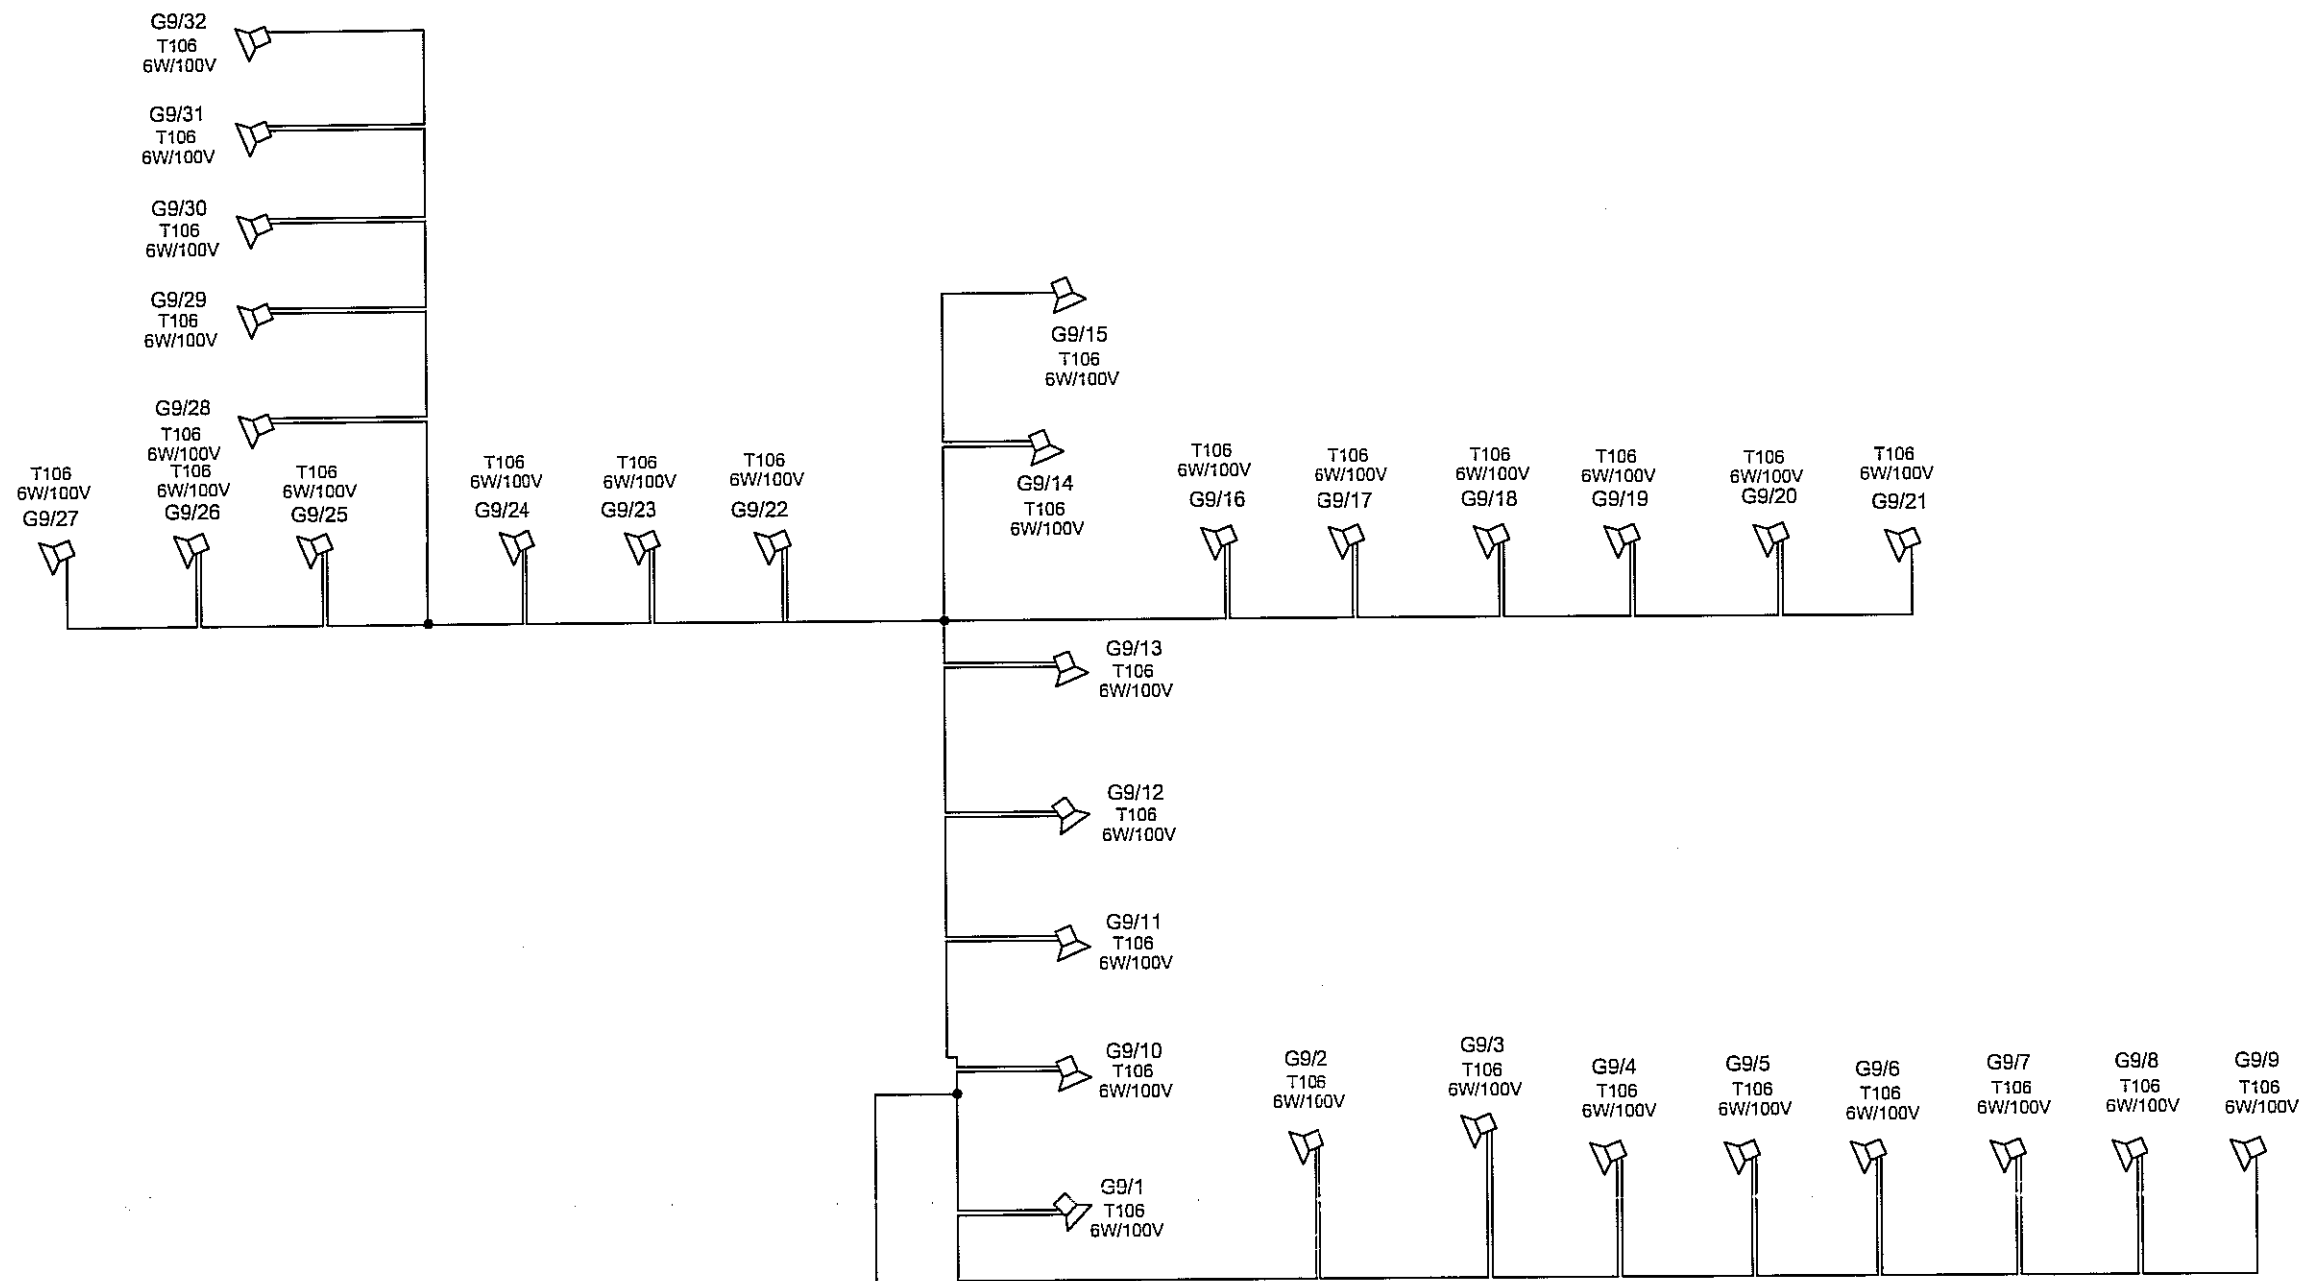 G9/32
T106
6W/100V
G9/31
T106
6W/100V
G9/30
T106
6W/100V
G9/29
T106
6W/100V
G9/28
T106
6W/100V
T106
6W/100V
G9/27
T106
6W/100V
G9/26
T106
6W/100V
G9/25
T106
6W/100V
G9/24
T106
6W/100V
G9/23
T106
6W/100V
G9/22
G9/15
T106
6W/100V
G9/14
T106
6W/100V
T106
6W/100V
G9/16
T106
6W/100V
G9/17
T106
6W/100V
G9/18
T106
6W/100V
G9/19
T106
6W/100V
G9/20
T106
6W/100V
G9/21
G9/13
T106
6W/100V
G9/12
T106
6W/100V
G9/11
T106
6W/100V
G9/10
T106
6W/100V
G9/1
T106
6W/100V
G9/2
T106
6W/100V
G9/3
T106
6W/100V
G9/4
T106
6W/100V
G9/5
T106
6W/100V
G9/6
T106
6W/100V
G9/7
T106
6W/100V
G9/8
T106
6W/100V
G9/9
T106
6W/100V